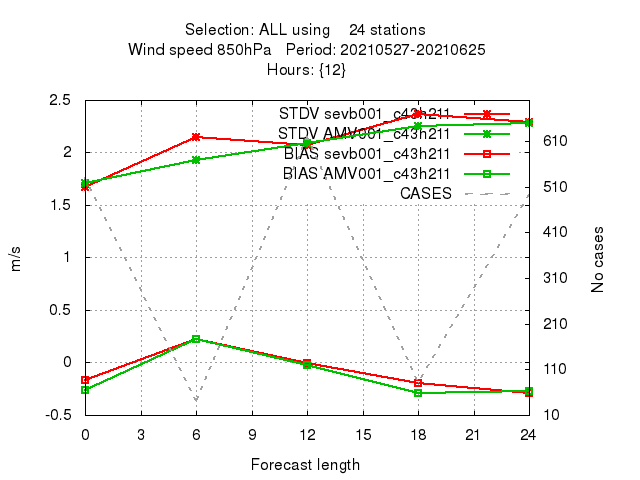 Selection: ALL using 24 stations
Wind speed 850hPa Period: 20210527-20210625
Hours: {12}
STDV sevb001_c43h211
STDV AMV001_c43h211
BIAS sevb001_c43h211
BIAS AMV001_c43h211
CASES
2.5
2
1.5
1
0.5
0
-0.5
m/s
610
510
410
310
210
110
10
No cases
0 3 6 9 12 15 18 21 24
Forecast length